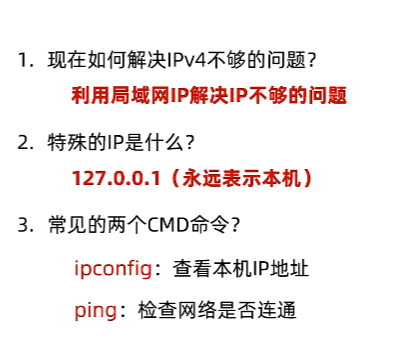 1. 现在如何解决IPv4不够的问题？
利用局域网IP解决IP不够的问题
2. 特殊的IP是什么？
127.0.0.1（永远表示本机）
3. 常见的两个CMD命令？
ipconfig：查看本机IP地址
ping：检查网络是否连通